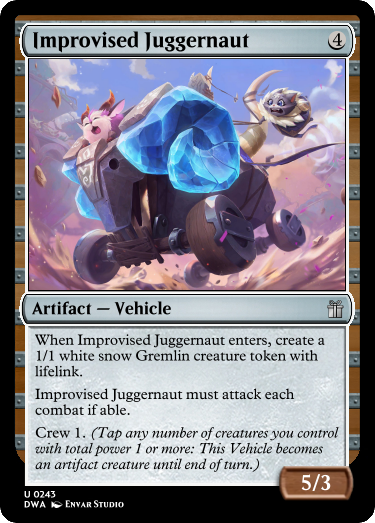 Improvised Juggernaut 4
Artifact — Vehicle
When Improvised Juggernaut enters, create a
1/1 white snow Gremlin creature token with
lifelink.
Improvised Juggernaut must attack each
combat if able.
Crew 1. (Tap any number of creatures you control
with total power 1 or more: This Vehicle becomes
an artifact creature until end of turn.)
5/3
U 0243
DWA Envar Studio